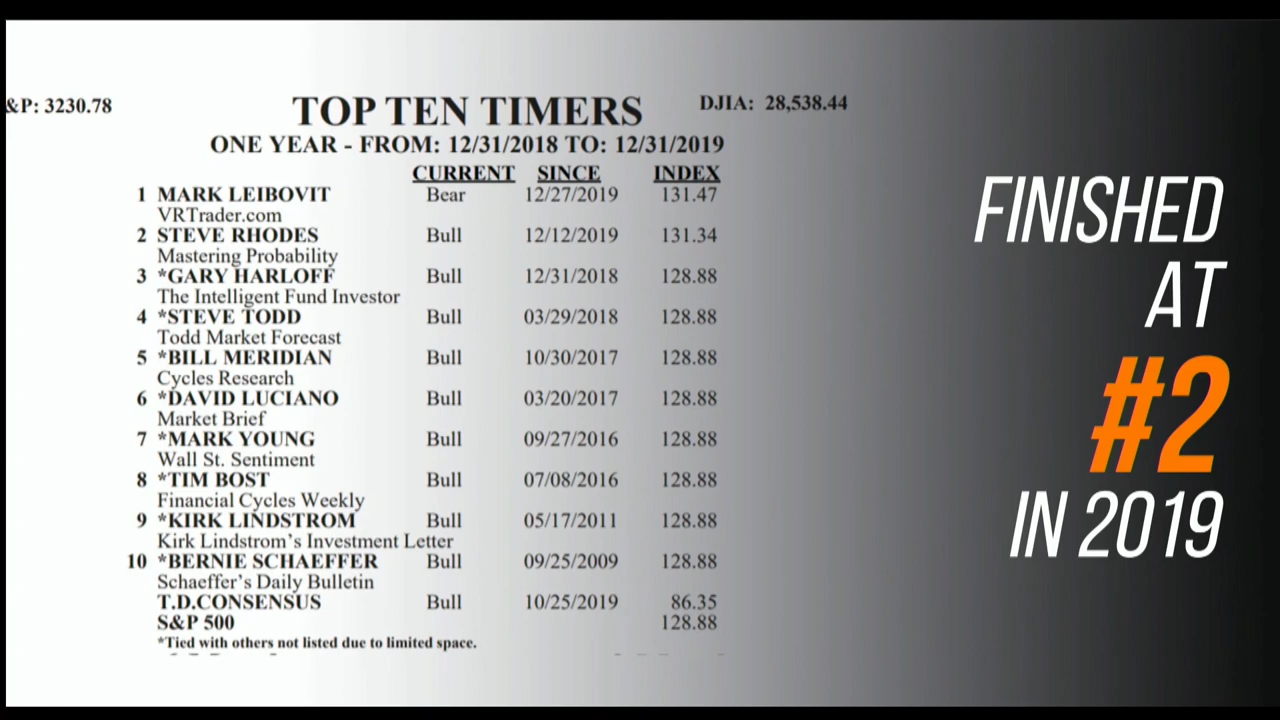 &P: 3230.78
TOP TEN TIMERS
DJIA: 28,538.44
ONE YEAR - FROM: 12/31/2018 TO: 12/31/2019
CURRENT SINCE INDEX
1 MARK LEIBOVIT Bear 12/27/2019 131.47
VRTrader.com
2 STEVE RHODES Bull 12/12/2019 131.34
Mastering Probability
3 *GARY HARLOFF Bull 12/31/2018 128.88
The Intelligent Fund Investor
4 *STEVE TODD Bull 03/29/2018 128.88
Todd Market Forecast
5 *BILL MERIDIAN Bull 10/30/2017 128.88
Cycles Research
6 *DAVID LUCIANO Bull 03/20/2017 128.88
Market Brief
7 *MARK YOUNG Bull 09/27/2016 128.88
Wall St. Sentiment
8 *TIM BOST Bull 07/08/2016 128.88
Financial Cycles Weekly
9 *KIRK LINDSTROM Bull 05/17/2011 128.88
Kirk Lindstrom's Investment Letter
10 *BERNIE SCHAEFFER Bull 09/25/2009 128.88
Schaeffer's Daily Bulletin
T.D.CONSENSUS Bull 10/25/2019 86.35
S&P 500 128.88
*Tied with others not listed due to limited space.
FINISHED
AT
#2
IN 2019